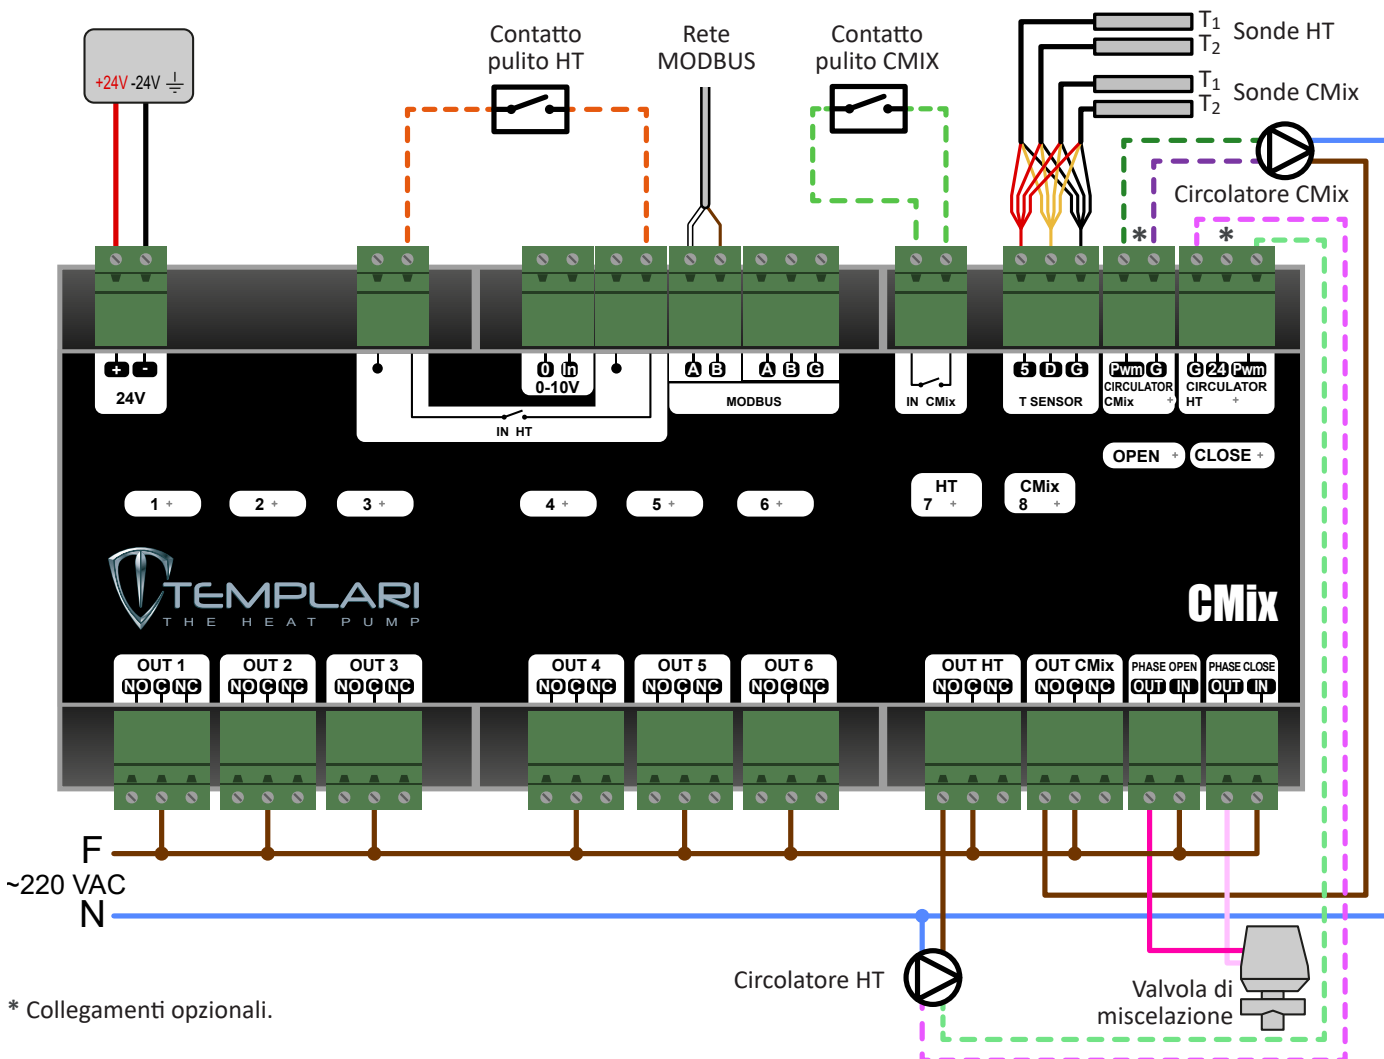 Contatto
pulito HT
Rete
MODBUS
Contatto
pulito CMIX
T1
T2
Sonde HT
T1
T2
Sonde CMix
+24V -24V
Circolatore CMix
* *
+ -
24V
IN HT
0 In
0-10V
A B
A B G
MODBUS
IN CMix
5 D G
T SENSOR
Pwm G
CIRCULATOR
CMix +
G 24 Pwm
CIRCULATOR
HT +
OPEN +
CLOSE +
1 +
2 +
3 +
4 +
5 +
6 +
HT
7 +
CMix
8 +
TEMPLARI
THE HEAT PUMP
CMix
OUT 1
NO C NC
OUT 2
NO C NC
OUT 3
NO C NC
OUT 4
NO C NC
OUT 5
NO C NC
OUT 6
NO C NC
OUT HT
NO C NC
OUT CMix
NO C NC
PHASE OPEN
OUT IN
PHASE CLOSE
OUT IN
F
~220 VAC
N
Circolatore HT
Valvola di
miscelazione
* Collegamenti opzionali.